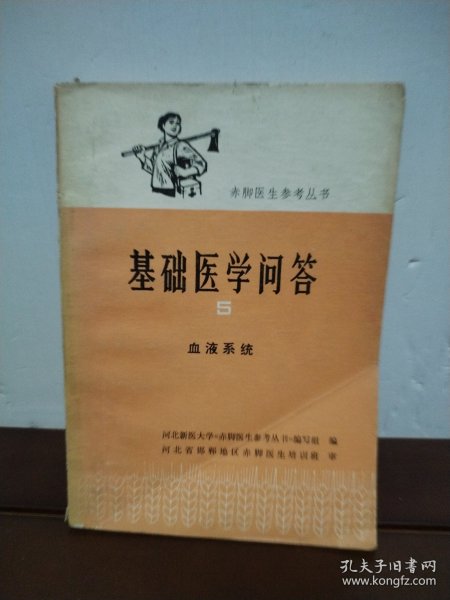 赤脚医生参考丛书
基础医学问答
5
血液系统
河北新医大学《赤脚医生参考丛书》编写组 编
河北省邯郸地区赤脚医生培训班 审
孔夫子旧书网
www.kongfz.com